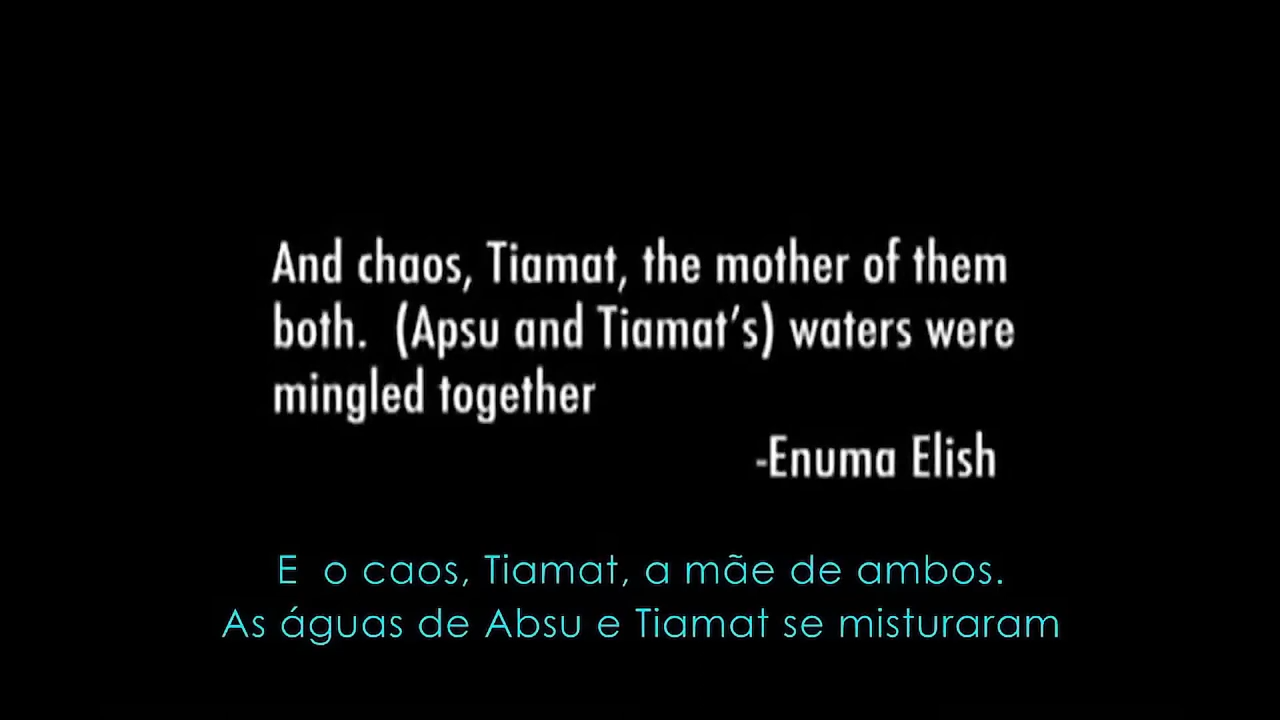 And chaos, Tiamat, the mother of them
both. (Apsu and Tiamat's) waters were
mingled together
-Enuma Elish
E o caos, Tiamat, a mãe de ambos.
As águas de Absu e Tiamat se misturaram